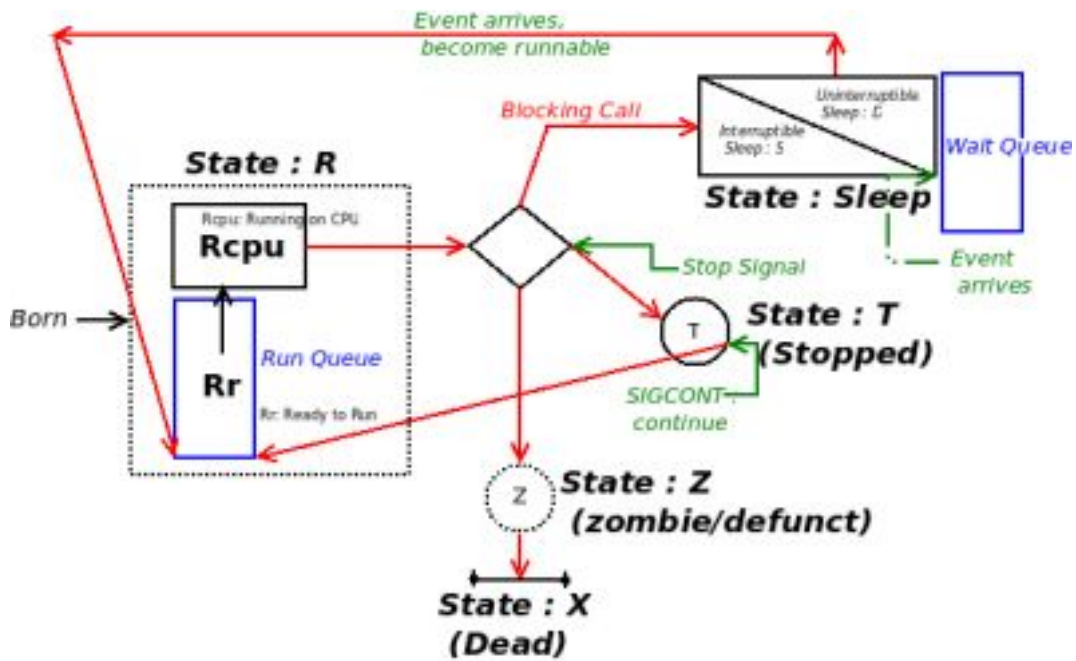 Event arrives,
become runnable
Uninterruptible
Sleep : D
Interruptible
Sleep : S
Blocking Call
Wait Queue
State : R
State : Sleep
Rcpu: Running on CPU
Rcpu
Stop Signal
Event
arrives
Born
T
State : T
(Stopped)
Run Queue
Rr
Rr: Ready to Run
SIGCONT :
continue
Z
State : Z
(zombie/defunct)
State : X
(Dead)